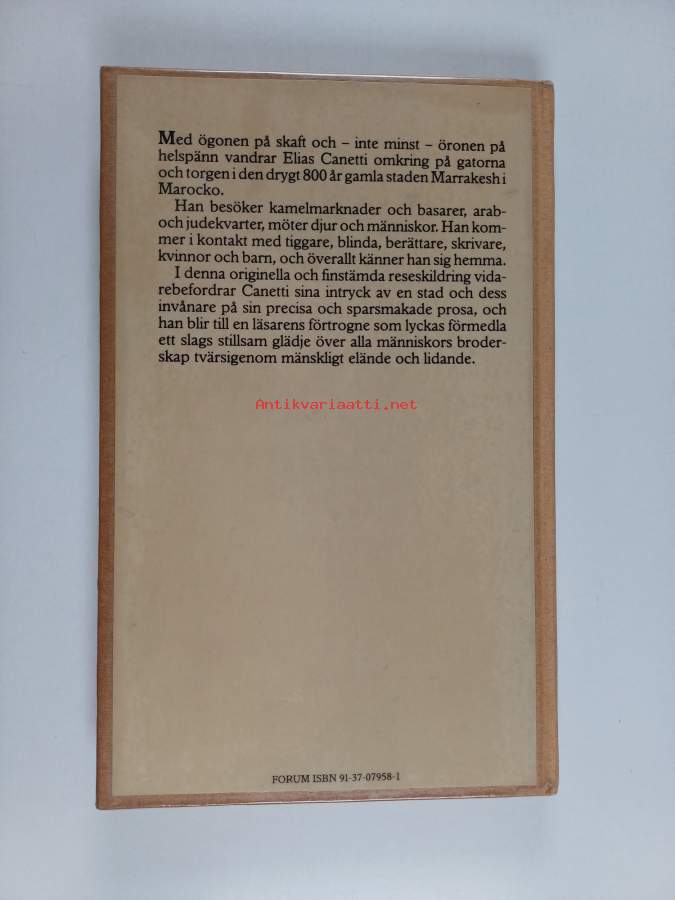 Med ögonen på skaft och – inte minst – öronen på
helspänn vandrar Elias Canetti omkring på gatorna
och torgen i den drygt 800 år gamla staden Marrakesh i
Marocko.
Han besöker kamelmarknader och basarer, arab-
och judekvarter, möter djur och människor. Han kom-
mer i kontakt med tiggare, blinda, berättare, skrivare,
kvinnor och barn, och överallt känner han sig hemma.
I denna originella och finstämda reseskildring vida-
rebefordrar Canetti sina intryck av en stad och dess
invånare på sin precisa och sparsmakade prosa, och
han blir till en läsarens förtrogne som lyckas förmedla
ett slags stillsam glädje över alla människors broder-
skap tvärsigenom mänskligt elände och lidande.
Antikvariaatti.net
FORUM ISBN 91-37-07958-1